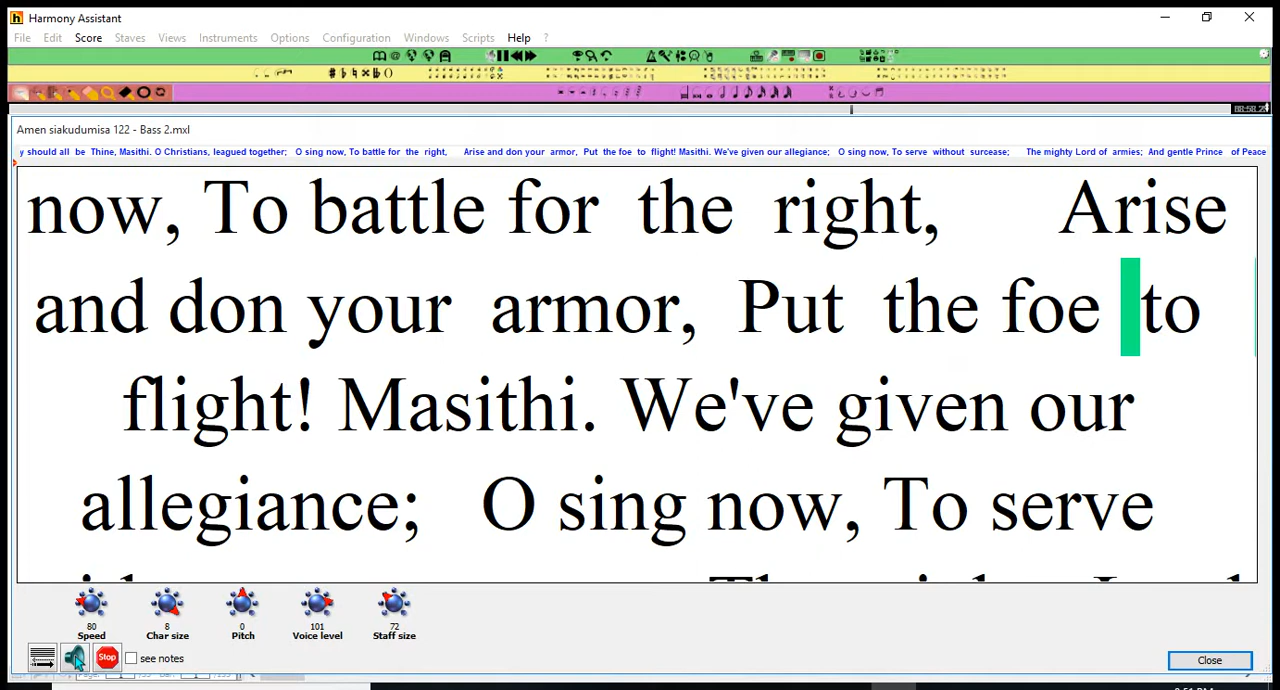 Harmony Assistant
File Edit Score Staves Views Instruments Options Configuration Windows Scripts Help ?
Amen siakudumisa 122 - Bass 2.mxl
y should all be Thine, Masithi. O Christians, leagued together; O sing now, To battle for the right, Arise and don your armor, Put the foe to flight! Masithi. We've given our allegiance; O sing now, To serve without surcease; The mighty Lord of armies; And gentle Prince of Peace
now, To battle for the right, Arise
and don your armor, Put the foe to
flight! Masithi. We've given our
allegiance; O sing now, To serve
80 8 0 101 72
Speed Char size Pitch Voice level Staff size
Stop see notes Close